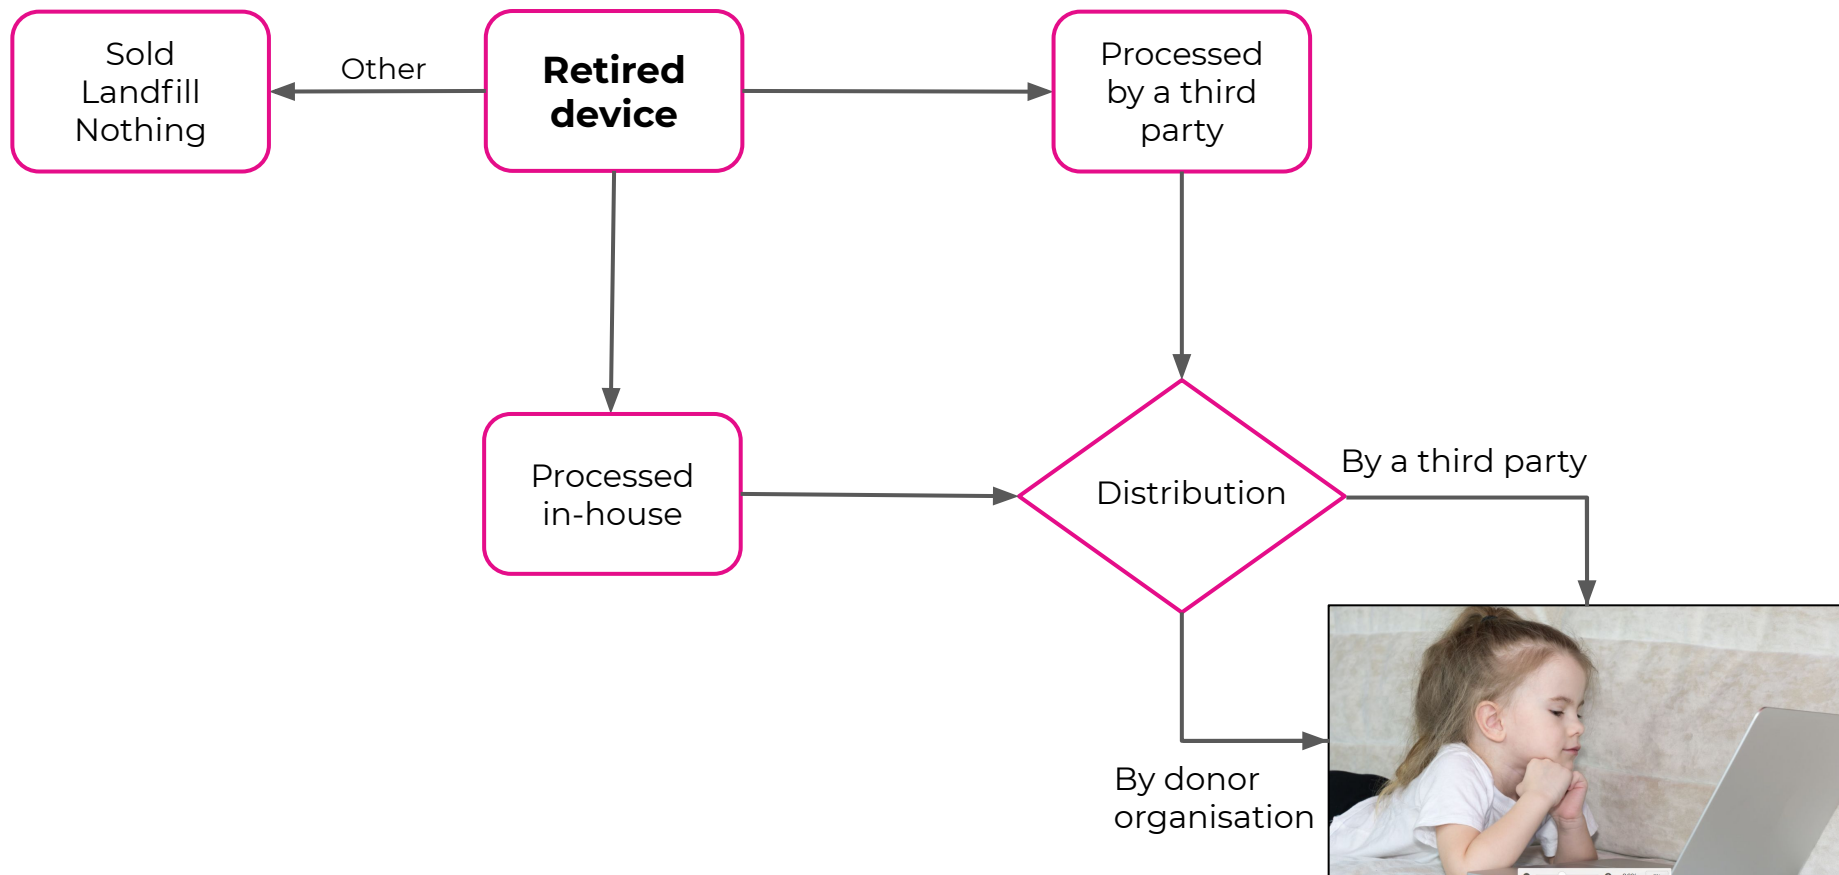 Sold
Landfill
Nothing
Other
Retired
device
Processed
by a third
party
Processed
in-house
Distribution
By a third party
By donor
organisation